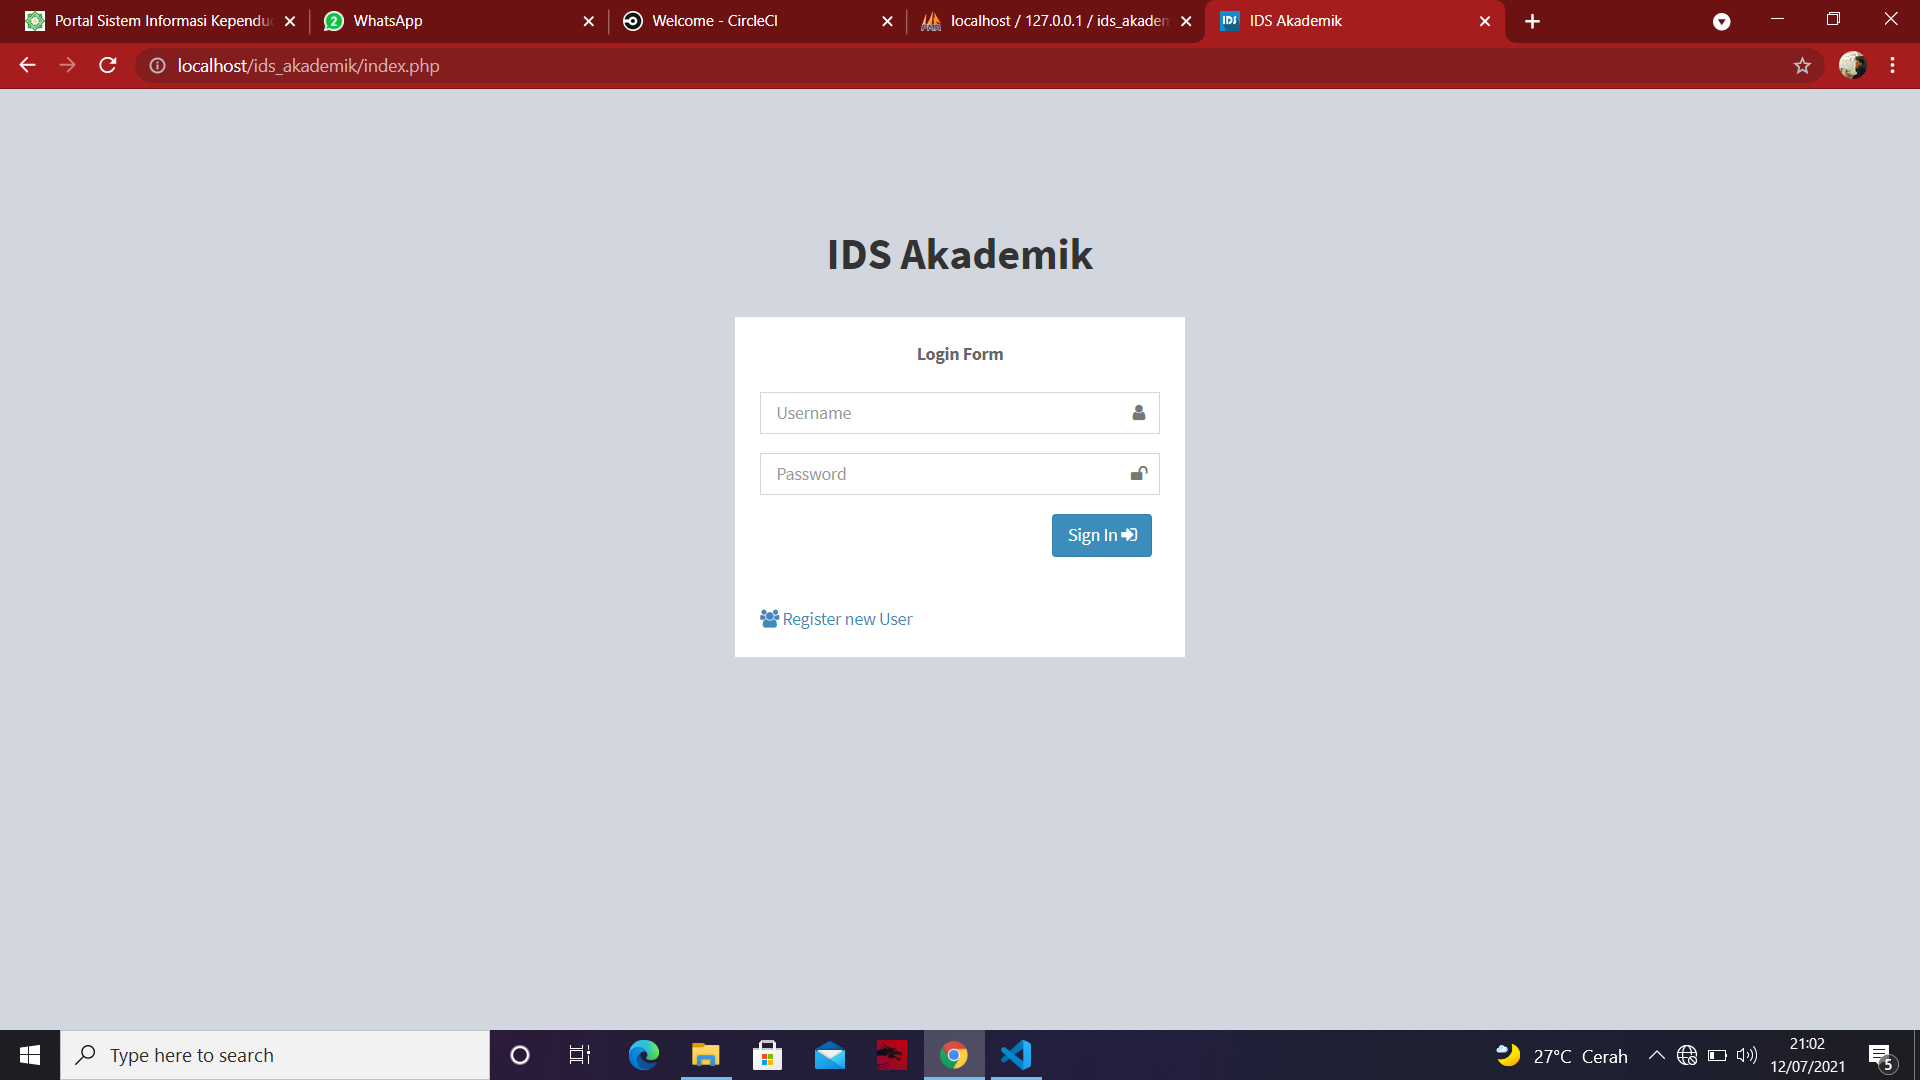 Portal Sistem Informasi Kependu
2
WhatsApp
Welcome - CircleCI
localhost / 127.0.0.1 / ids_akadem
IDS
IDS Akademik
localhost/ids_akademik/index.php
IDS Akademik
Login Form
Username
Password
Sign In
Register new User
Type here to search
27°C Cerah
21:02
12/07/2021
5